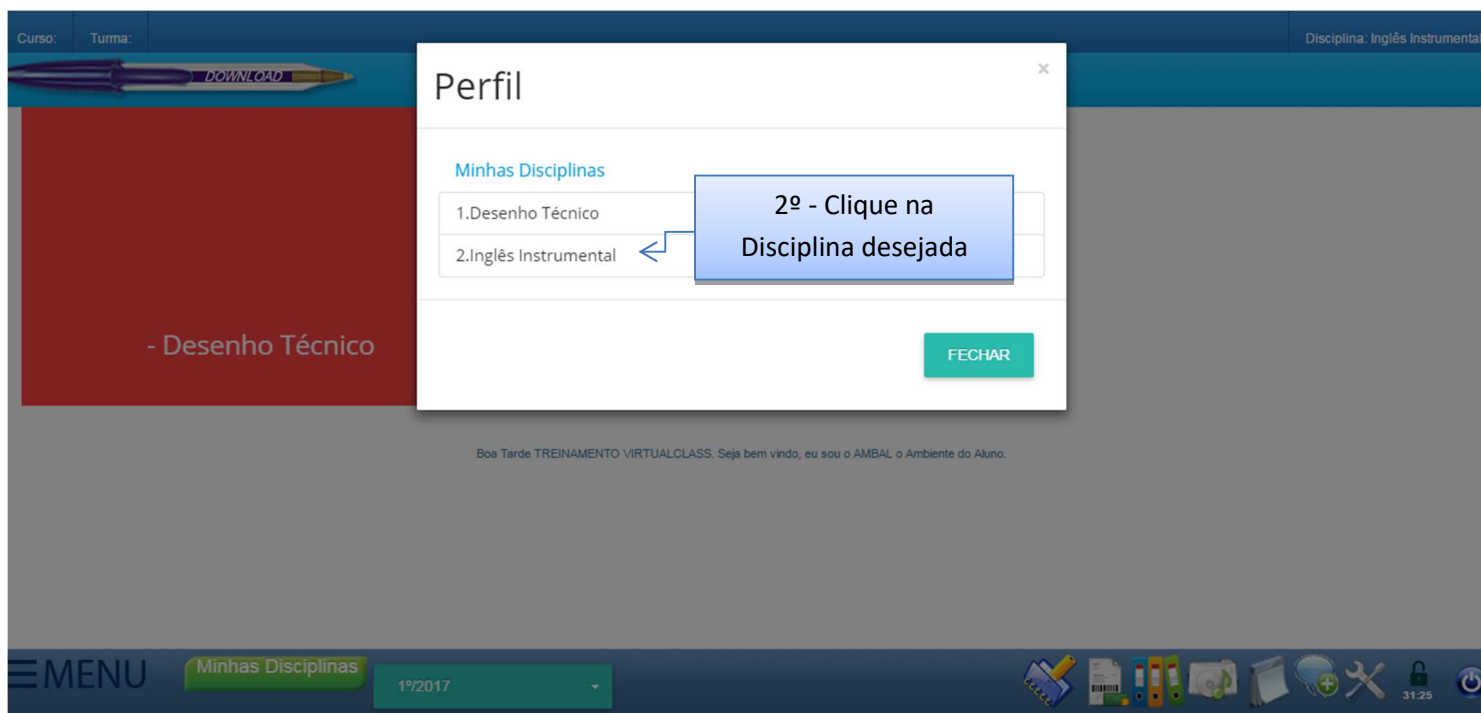 Curso: Turma: Disciplina: Inglês Instrumental
DOWNLOAD
Perfil
×
Minhas Disciplinas
1.Desenho Técnico
2.Inglês Instrumental
2º - Clique na
Disciplina desejada
- Desenho Técnico
FECHAR
Boa Tarde TREINAMENTO VIRTUALCLASS. Seja bem vindo, eu sou o AMBAL o Ambiente do Aluno.
MENU
Minhas Disciplinas
1º/2017
31:25